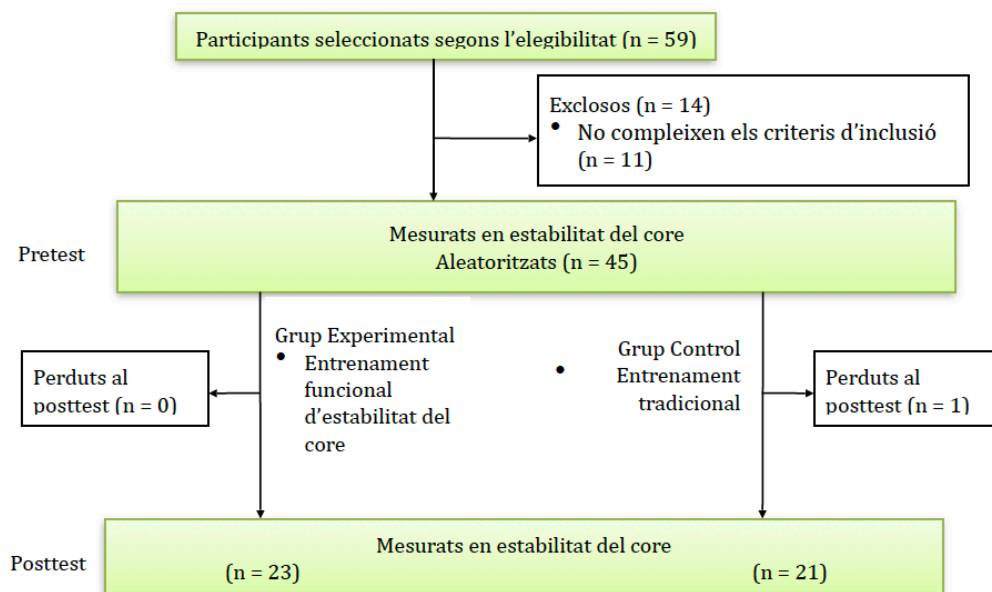 Participants seleccionats segons l'elegibilitat (n = 59)
Exclosos (n = 14)
• No compleixen els criteris d'inclusió
(n = 11)
Pretest
Mesurats en estabilitat del core
Aleatoritzats (n = 45)
Grup Experimental
• Entrenament
funcional
d'estabilitat del
core
• Grup Control
Entrenament
tradicional
Perduts al
posttest (n = 0)
Perduts al
posttest (n = 1)
Posttest
Mesurats en estabilitat del core
(n = 23) (n = 21)